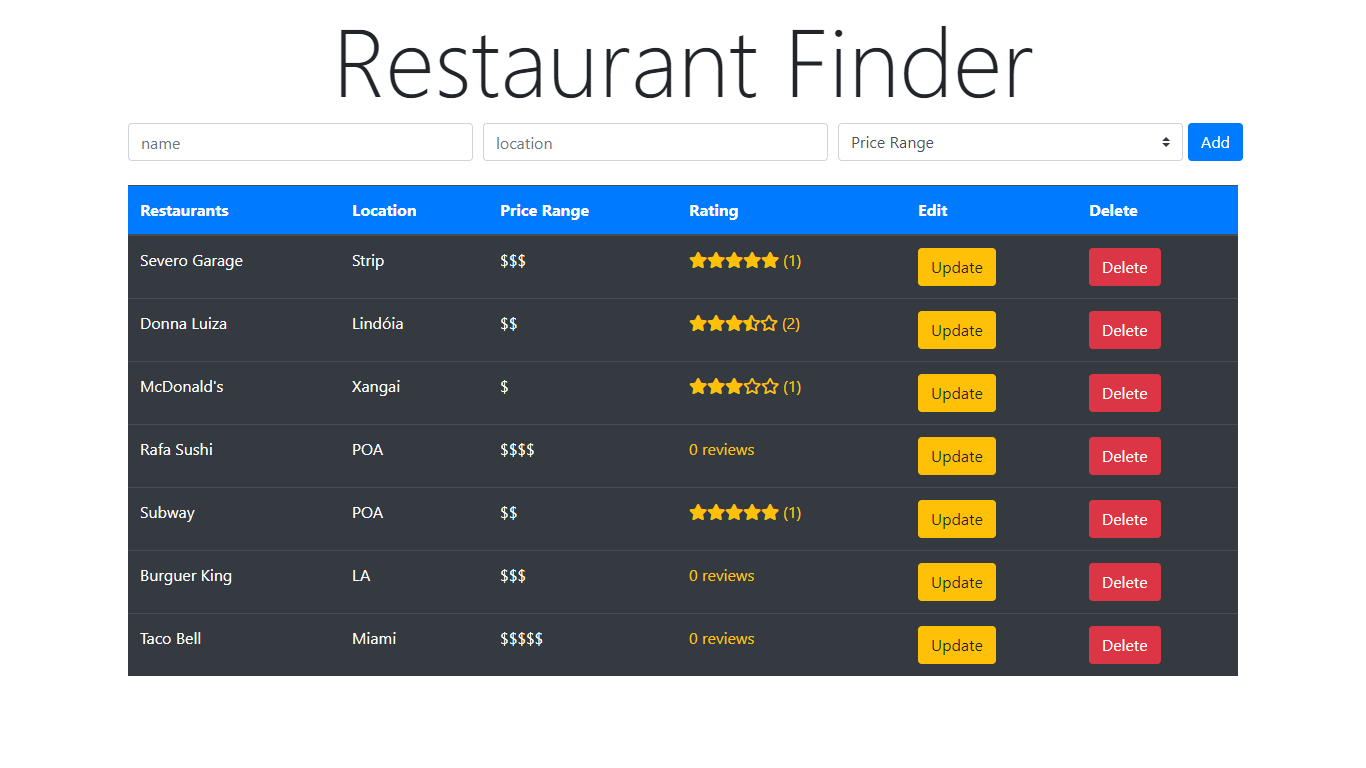 Restaurant Finder
name location Price Range Add
Restaurants Location Price Range Rating Edit Delete
Severo Garage Strip $$$ (1) Update Delete
Donna Luiza Lindóia $$ (2) Update Delete
McDonald's Xangai $ (1) Update Delete
Rafa Sushi POA $$$$ 0 reviews Update Delete
Subway POA $$ (1) Update Delete
Burguer King LA $$$ 0 reviews Update Delete
Taco Bell Miami $$$$$ 0 reviews Update Delete